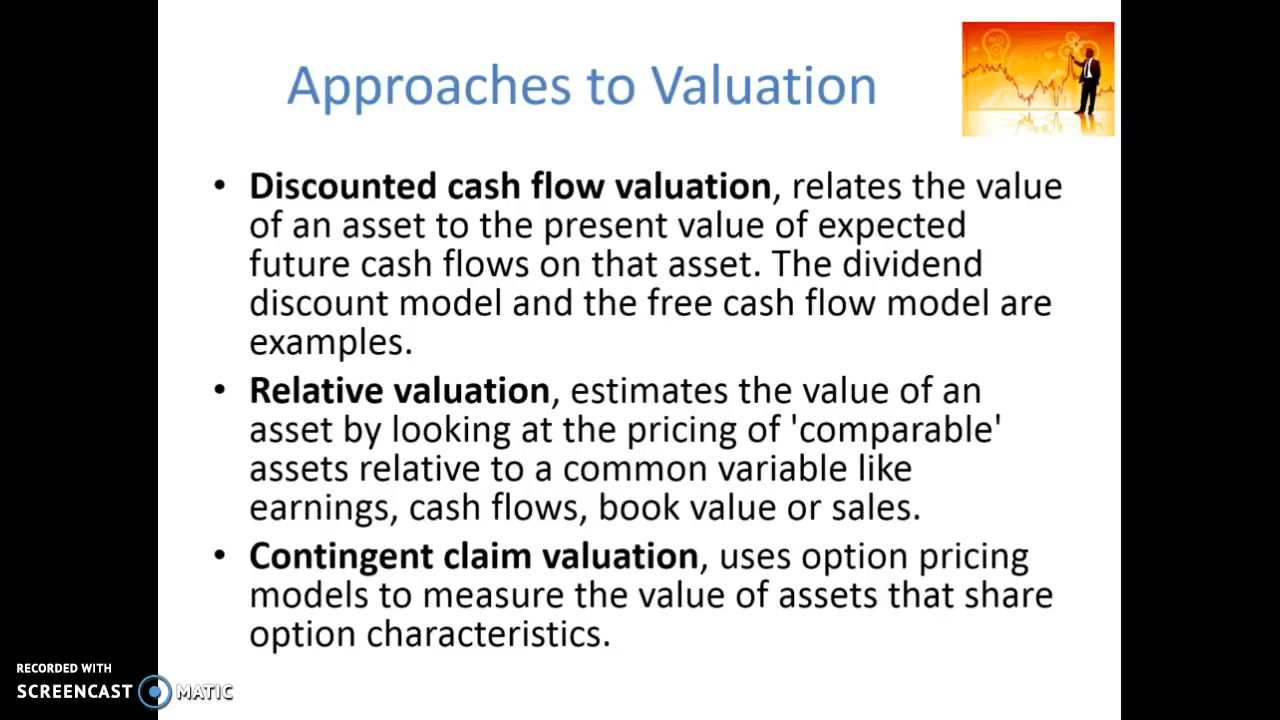 Approaches to Valuation
• Discounted cash flow valuation, relates the value
of an asset to the present value of expected
future cash flows on that asset. The dividend
discount model and the free cash flow model are
examples.
• Relative valuation, estimates the value of an
asset by looking at the pricing of 'comparable'
assets relative to a common variable like
earnings, cash flows, book value or sales.
• Contingent claim valuation, uses option pricing
models to measure the value of assets that share
option characteristics.
RECORDED WITH
SCREENCAST MATIC